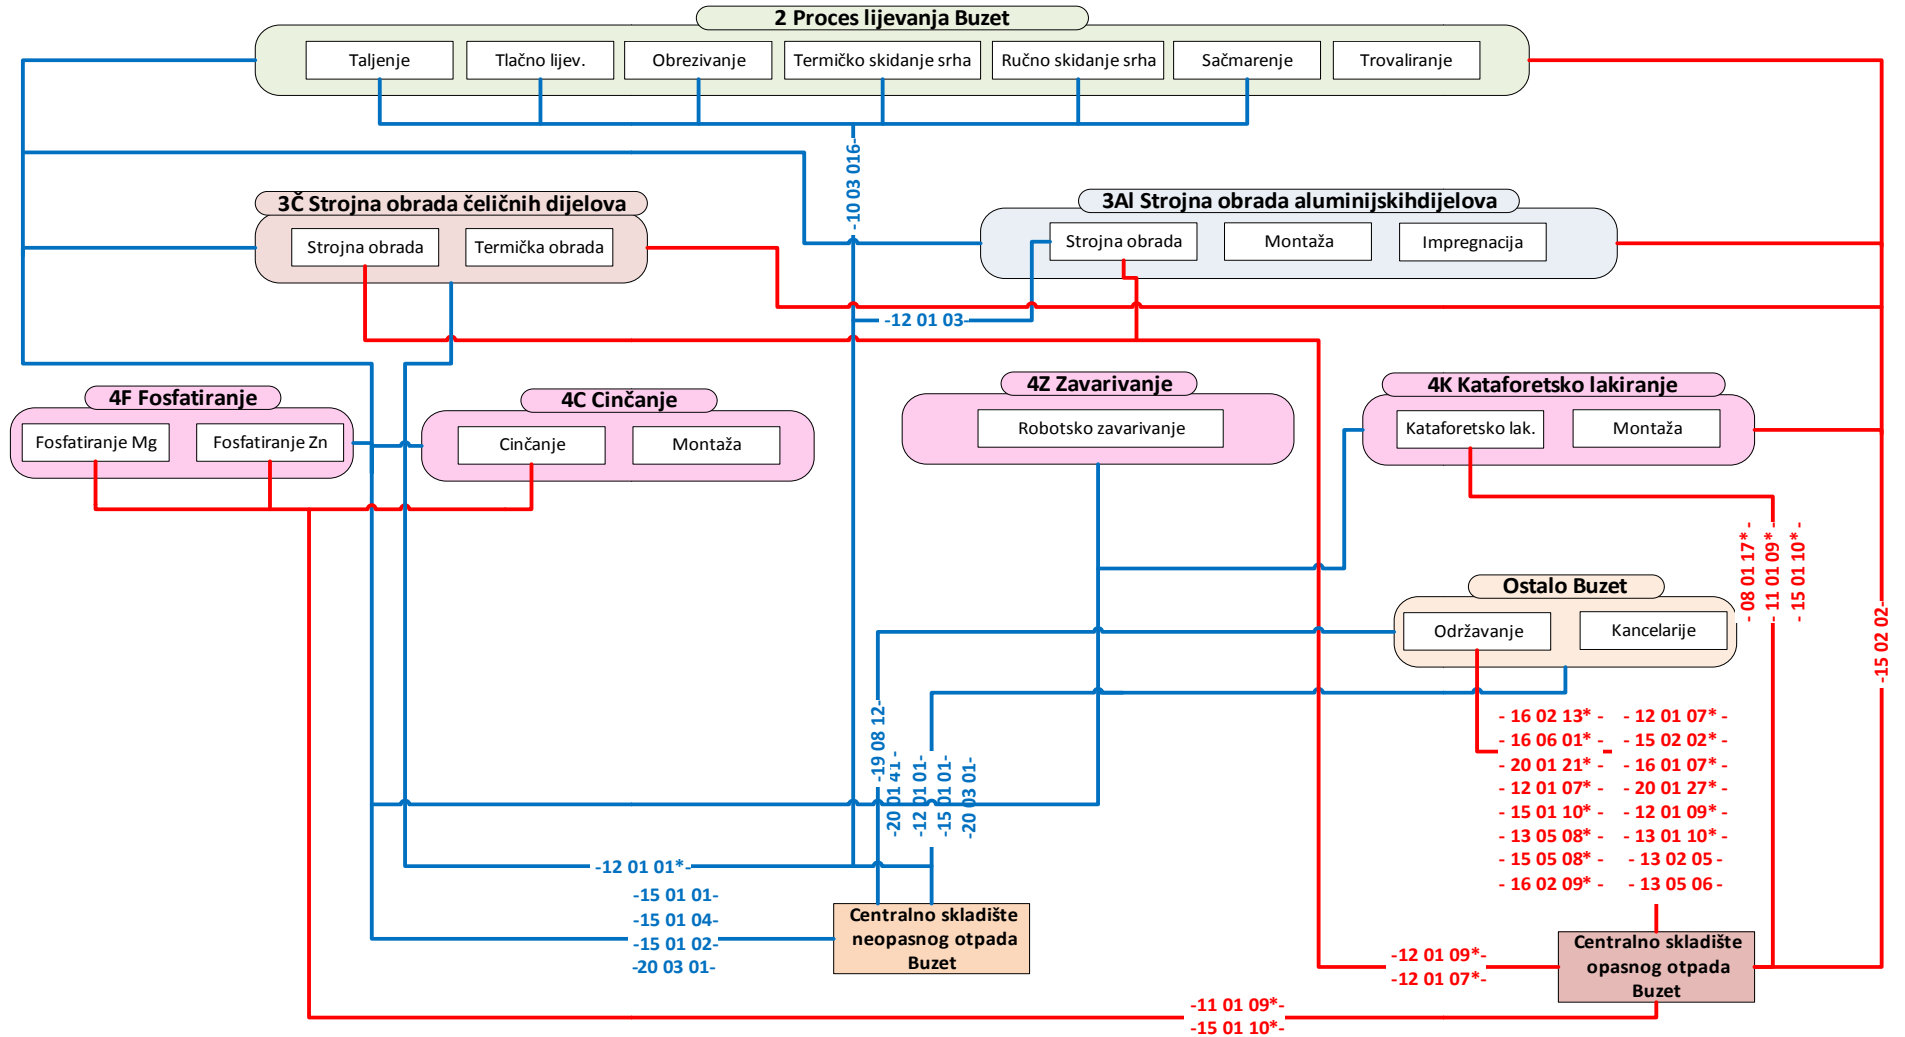 2 Proces lijevanja Buzet
Taljenje
Tlačno lijev.
Obrezivanje
Termičko skidanje srha
Ručno skidanje srha
Sačmarenje
Trovaliranje
-10 03 016-
3Č Strojna obrada čeličnih dijelova
Strojna obrada
Termička obrada
3Al Strojna obrada aluminijskihdijelova
Strojna obrada
Montaža
Impregnacija
-12 01 03-
4F Fosfatiranje
Fosfatiranje Mg
Fosfatiranje Zn
4C Cinčanje
Cinčanje
Montaža
4Z Zavarivanje
Robotsko zavarivanje
4K Kataforetsko lakiranje
Kataforetsko lak.
Montaža
- 08 01 17* -
- 11 01 09* -
- 15 01 10* -
-15 02 02-
Ostalo Buzet
Održavanje
Kancelarije
-19 08 12-
-20 01 41 -
-12 01 01-
-15 01 01-
-20 03 01-
- 16 02 13* -
- 16 06 01* -
- 20 01 21* -
- 12 01 07* -
- 15 01 10* -
- 13 05 08* -
- 15 05 08* -
- 16 02 09* -
- 12 01 07* -
- 15 02 02* -
- 16 01 07* -
- 20 01 27* -
- 12 01 09* -
- 13 01 10* -
- 13 02 05 -
- 13 05 06 -
-12 01 01*-
-15 01 01-
-15 01 04-
-15 01 02-
-20 03 01-
Centralno skladište
neopasnog otpada
Buzet
-12 01 09*-
-12 01 07*-
Centralno skladište
opasnog otpada
Buzet
-11 01 09*-
-15 01 10*-